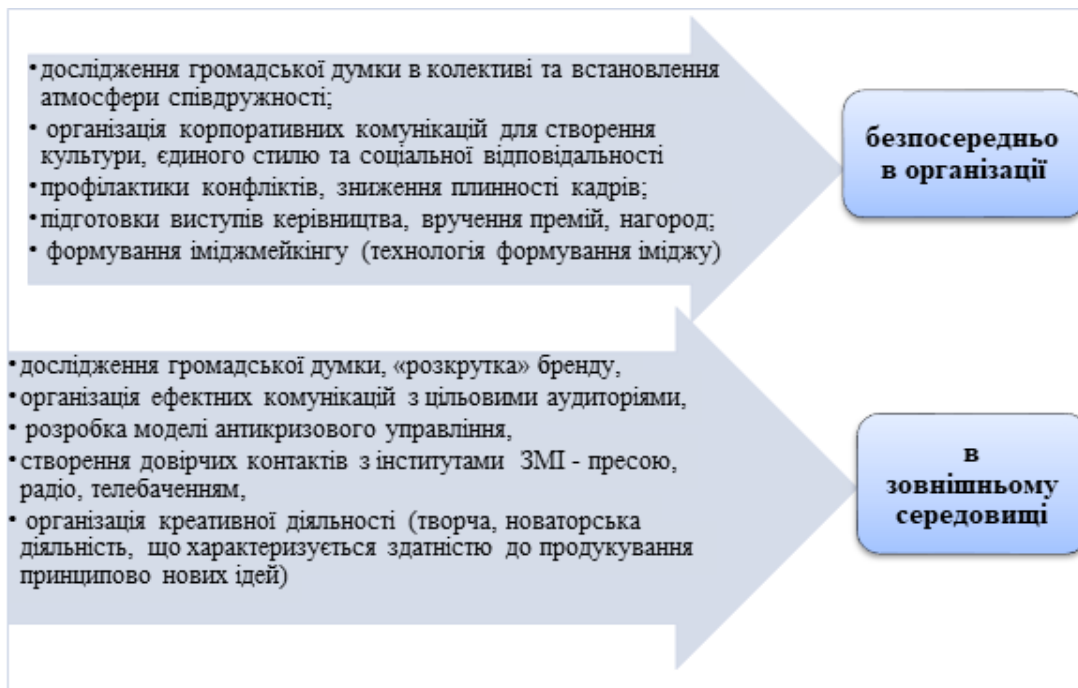 •дослідження громадської думки в колективі та встановлення
атмосфери співдружності;
• організація корпоративних комунікацій для створення
культури, єдиного стилю та соціальної відповідальності
•профілактики конфліктів, зниження плинності кадрів;
•підготовки виступів керівництва, вручення премій, нагород;
• формування іміджмейкінгу (технологія формування іміджу)
безпосередньо
в організації
•дослідження громадської думки, «розкрутка» бренду,
•організація ефектних комунікацій з цільовими аудиторіями,
• розробка моделі антикризового управління,
•створення довірчих контактів з інститутами ЗМІ - пресою,
радіо, телебаченням,
• організація креативної діяльності (творча, новаторська
діяльність, що характеризується здатністю до продукування
принципово нових ідей)
в
зовнішньому
середовищі